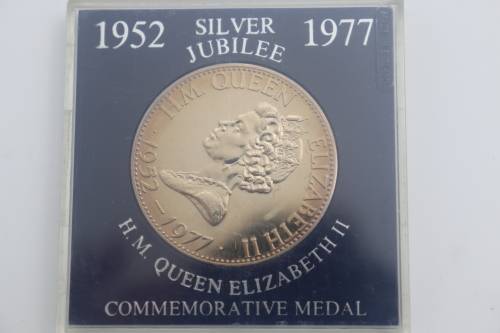 1952 SILVER JUBILEE 1977
H.M. QUEEN ELIZABETH II
1952-1977
H.M. QUEEN ELIZABETH II
COMMEMORATIVE MEDAL